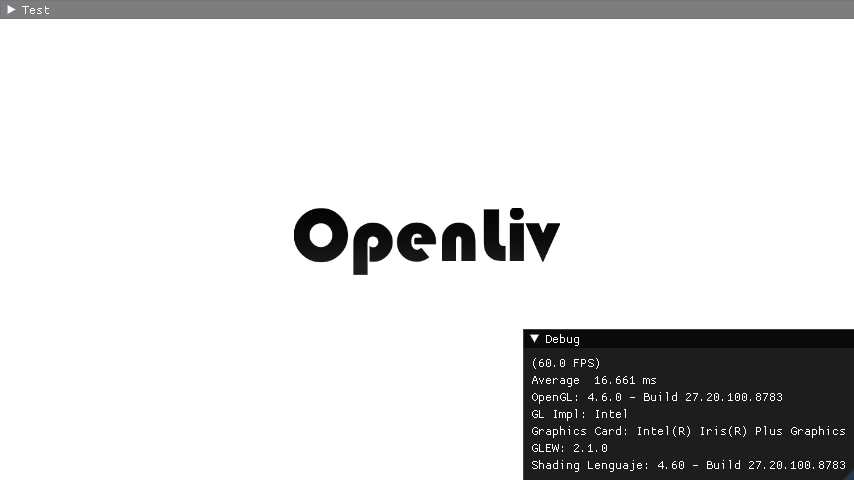 Test
OpenLiv
Debug
(60.0 FPS)
Average  16.661 ms
OpenGL: 4.6.0 - Build 27.20.100.8783
GL Impl: Intel
Graphics Card: Intel(R) Iris(R) Plus Graphics
GLEW: 2.1.0
Shading Lenguaje: 4.60 - Build 27.20.100.8783